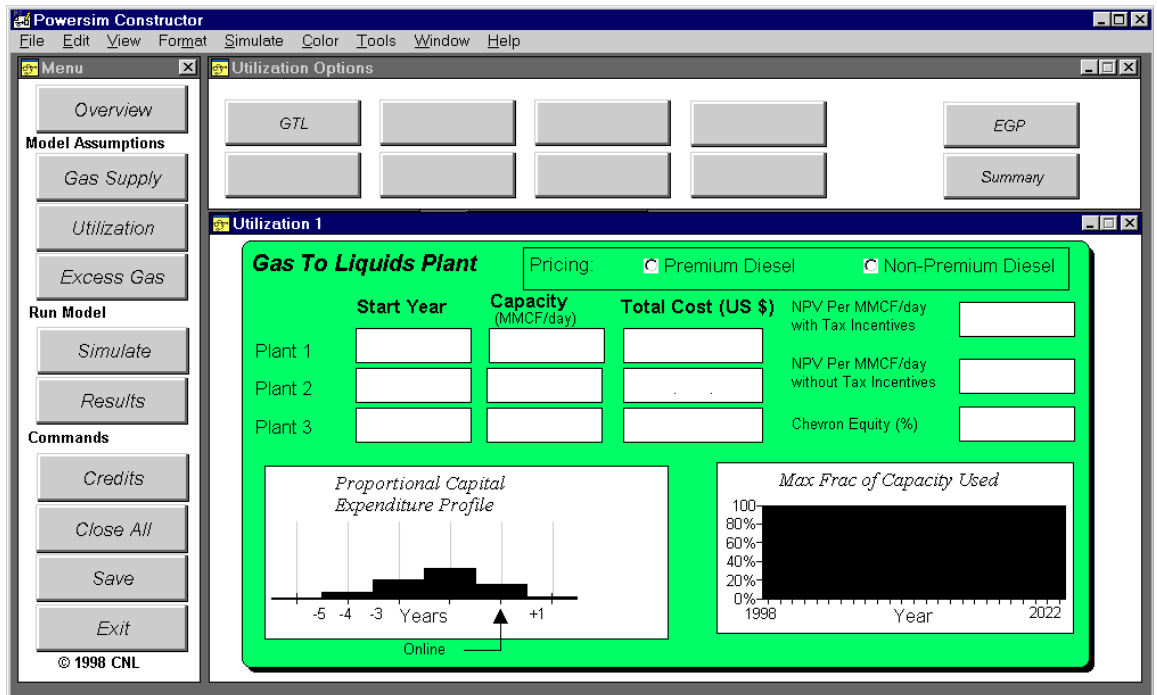 Powersim Constructor
File Edit View Format Simulate Color Tools Window Help
Menu
Overview
Model Assumptions
Gas Supply
Utilization
Excess Gas
Run Model
Simulate
Results
Commands
Credits
Close All
Save
Exit
© 1998 CNL
Utilization Options
GTL
EGP
Summary
Utilization 1
Gas To Liquids Plant
Pricing: Premium Diesel Non-Premium Diesel
Start Year Capacity Total Cost (US $)
(MMCF/day)
Plant 1
Plant 2
Plant 3
NPV Per MMCF/day
with Tax Incentives
NPV Per MMCF/day
without Tax Incentives
Chevron Equity (%)
Proportional Capital
Expenditure Profile
-5 -4 -3 Years +1
Online
Max Frac of Capacity Used
100
80%
60%
40%
20%
0%
1998 Year 2022